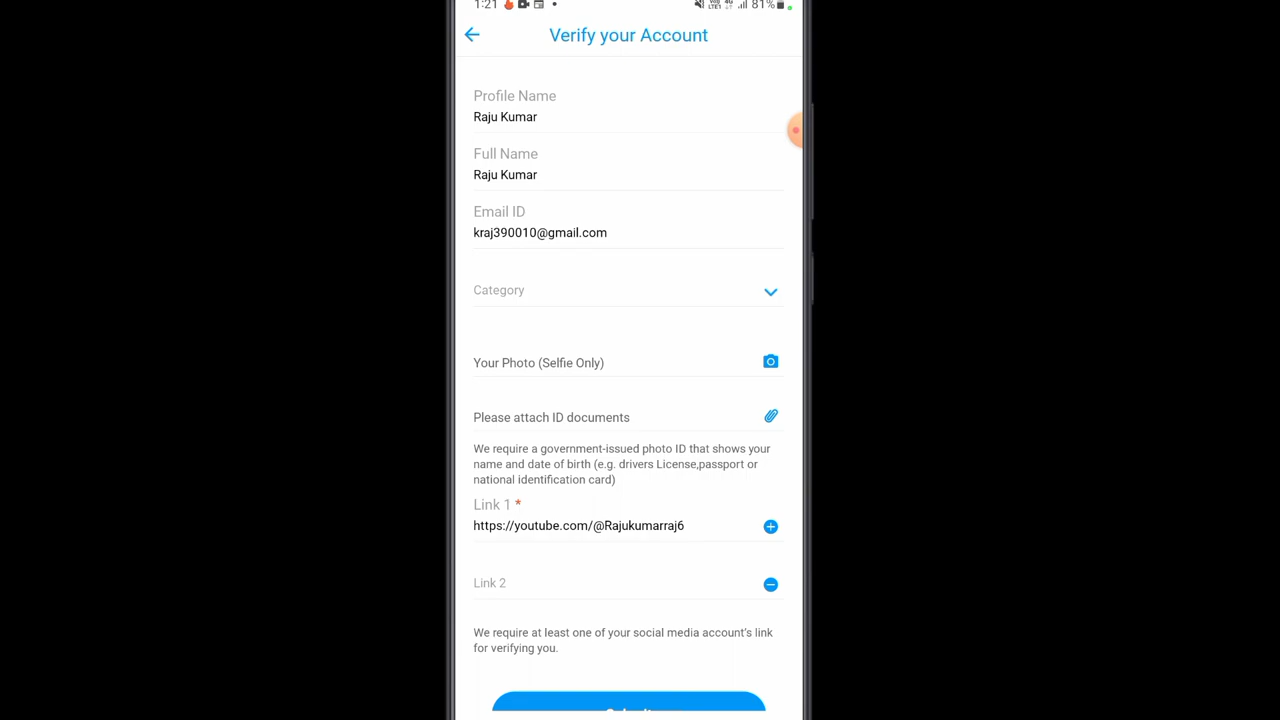 1:21 81%
Verify your Account
Profile Name
Raju Kumar
Full Name
Raju Kumar
Email ID
kraj390010@gmail.com
Category
Your Photo (Selfie Only)
Please attach ID documents
We require a government-issued photo ID that shows your
name and date of birth (e.g. drivers License,passport or
national identification card)
Link 1 *
https://youtube.com/@Rajukumarraj6
Link 2
We require at least one of your social media account's link
for verifying you.